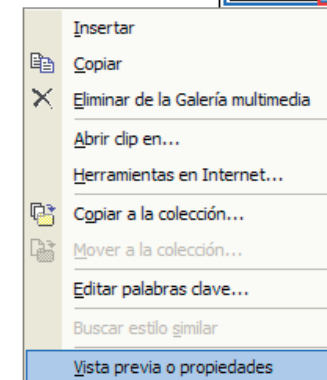 Insertar
Copiar
Eliminar de la Galería multimedia
Abrir clip en...
Herramientas en Internet...
Copiar a la colección...
Mover a la colección...
Editar palabras clave...
Buscar estilo similar
Vista previa o propiedades